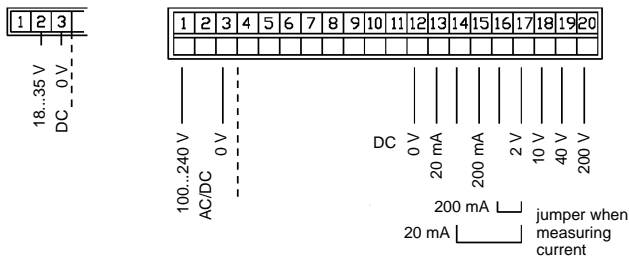 1 2 3
18...35 V
DC 0 V
1 2 3 4 5 6 7 8 9 10 11 12 13 14 15 16 17 18 19 20
100...240 V
AC/DC
0 V
DC 0 V
20 mA
200 mA
2 V
10 V
40 V
200 V
200 mA
20 mA
jumper when
measuring
current